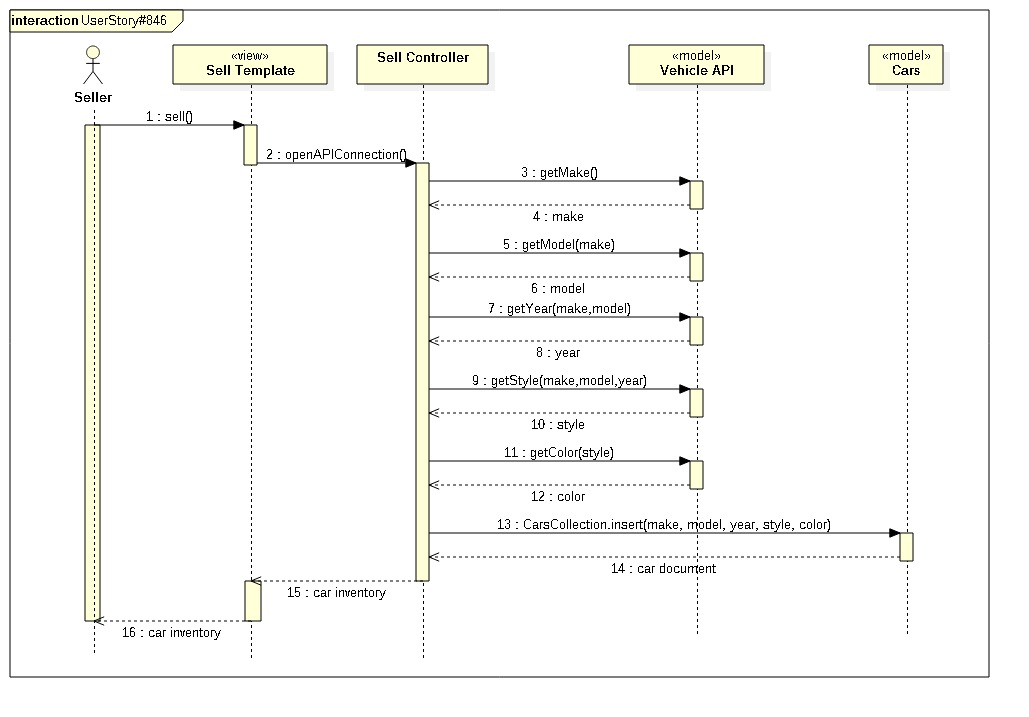 interaction UserStory#846
«view»
Sell Template
Sell Controller
«model»
Vehicle API
«model»
Cars
Seller
1 : sell()
2 : openAPIConnection()
3 : getMake()
4 : make
5 : getModel(make)
6 : model
7 : getYear(make,model)
8 : year
9 : getStyle(make,model,year)
10 : style
11 : getColor(style)
12 : color
13 : CarsCollection.insert(make, model, year, style, color)
14 : car document
15 : car inventory
16 : car inventory